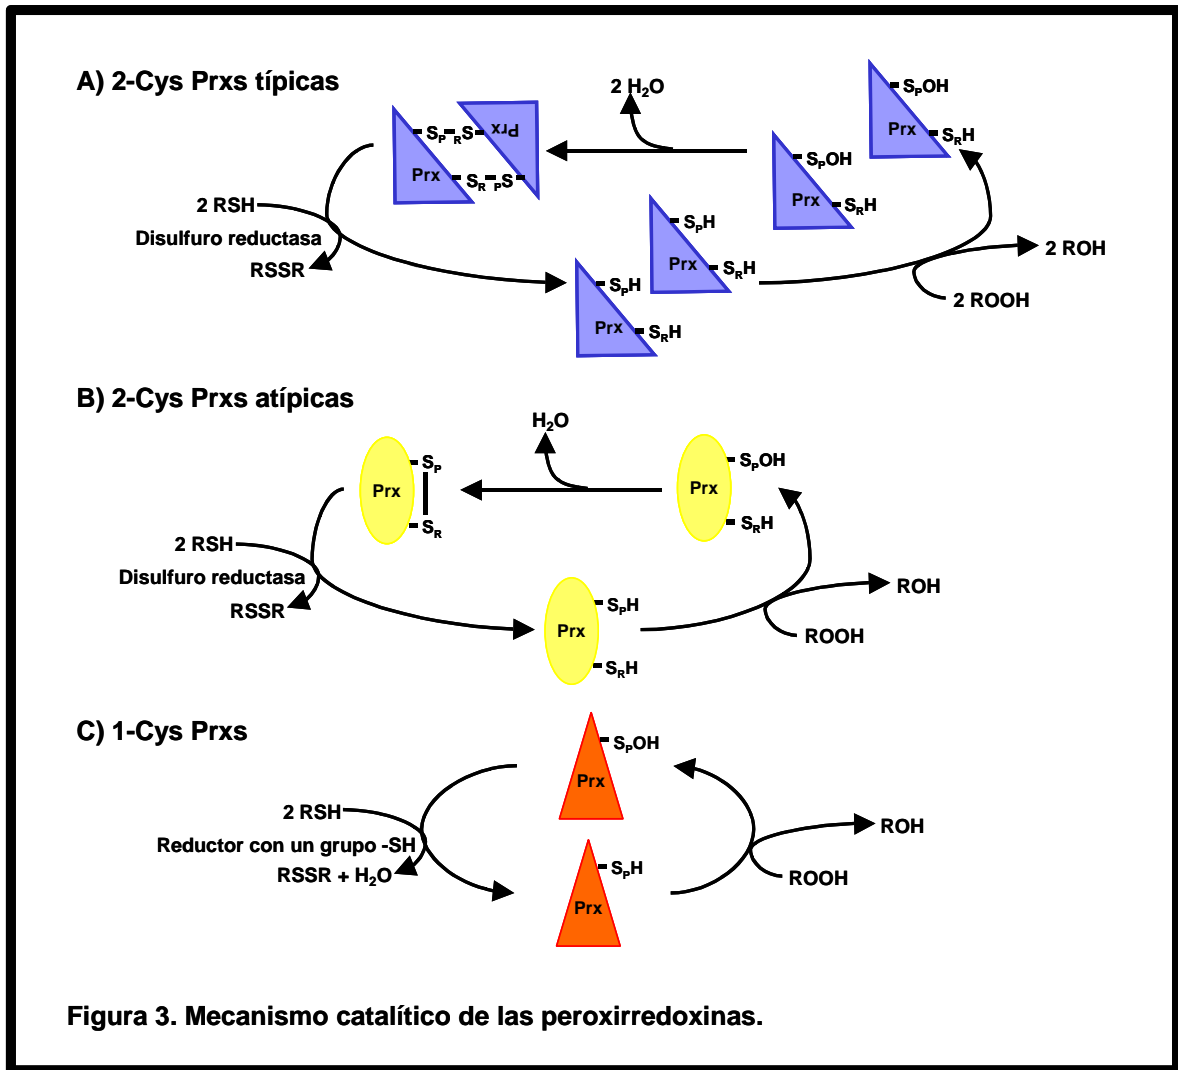 A) 2-Cys Prxs típicas
2 H₂O
SPOH
Prx
SRH
SP
RS
Prx
Prx
SR
PS
SPOH
Prx
SRH
2 RSH
Disulfuro reductasa
RSSR
SPH
Prx
SRH
SPH
Prx
SRH
2 ROH
2 ROOH
B) 2-Cys Prxs atípicas
H₂O
SP
Prx
SR
SPOH
Prx
SRH
2 RSH
Disulfuro reductasa
RSSR
SPH
Prx
SRH
ROH
ROOH
C) 1-Cys Prxs
SPOH
Prx
2 RSH
Reductor con un grupo -SH
RSSR + H₂O
SPH
Prx
ROH
ROOH
Figura 3. Mecanismo catalítico de las peroxirredoxinas.